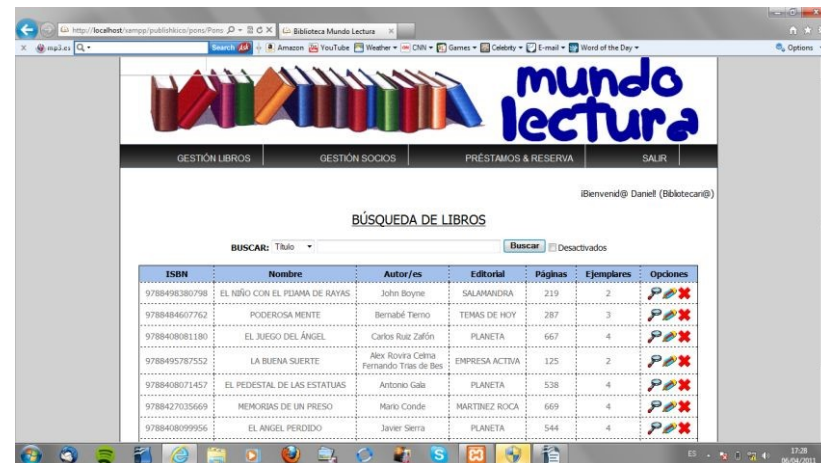 http://localhost/xampp/publishkico/pons/Pons
Biblioteca Mundo Lectura
mp3.es
Search
Amazon
YouTube
Weather
CNN
Games
Celebrity
E-mail
Word of the Day
Options
mundo
lectura
GESTIÓN LIBROS
GESTIÓN SOCIOS
PRÉSTAMOS & RESERVA
SALIR
¡Bienvenid@ Daniel! (Bibliotecari@)
BÚSQUEDA DE LIBROS
BUSCAR: Título Buscar Desactivados
ISBN Nombre Autor/es Editorial Páginas Ejemplares Opciones
9788498380798 EL NIÑO CON EL PIJAMA DE RAYAS John Boyne SALAMANDRA 219 2
9788484607762 PODEROSA MENTE Bernabé Tierno TEMAS DE HOY 287 3
9788408081180 EL JUEGO DEL ÁNGEL Carlos Ruiz Zafón PLANETA 667 4
9788495787552 LA BUENA SUERTE Alex Rovira Celma EMPRESA ACTIVA 125 2
Fernando Trias de Bes
9788408071457 EL PEDESTAL DE LAS ESTATUAS Antonio Gala PLANETA 538 4
9788427035669 MEMORIAS DE UN PRESO Mario Conde MARTINEZ ROCA 669 4
9788408099956 EL ANGEL PERDIDO Javier Sierra PLANETA 544 4
ES
17:28
06/04/2011